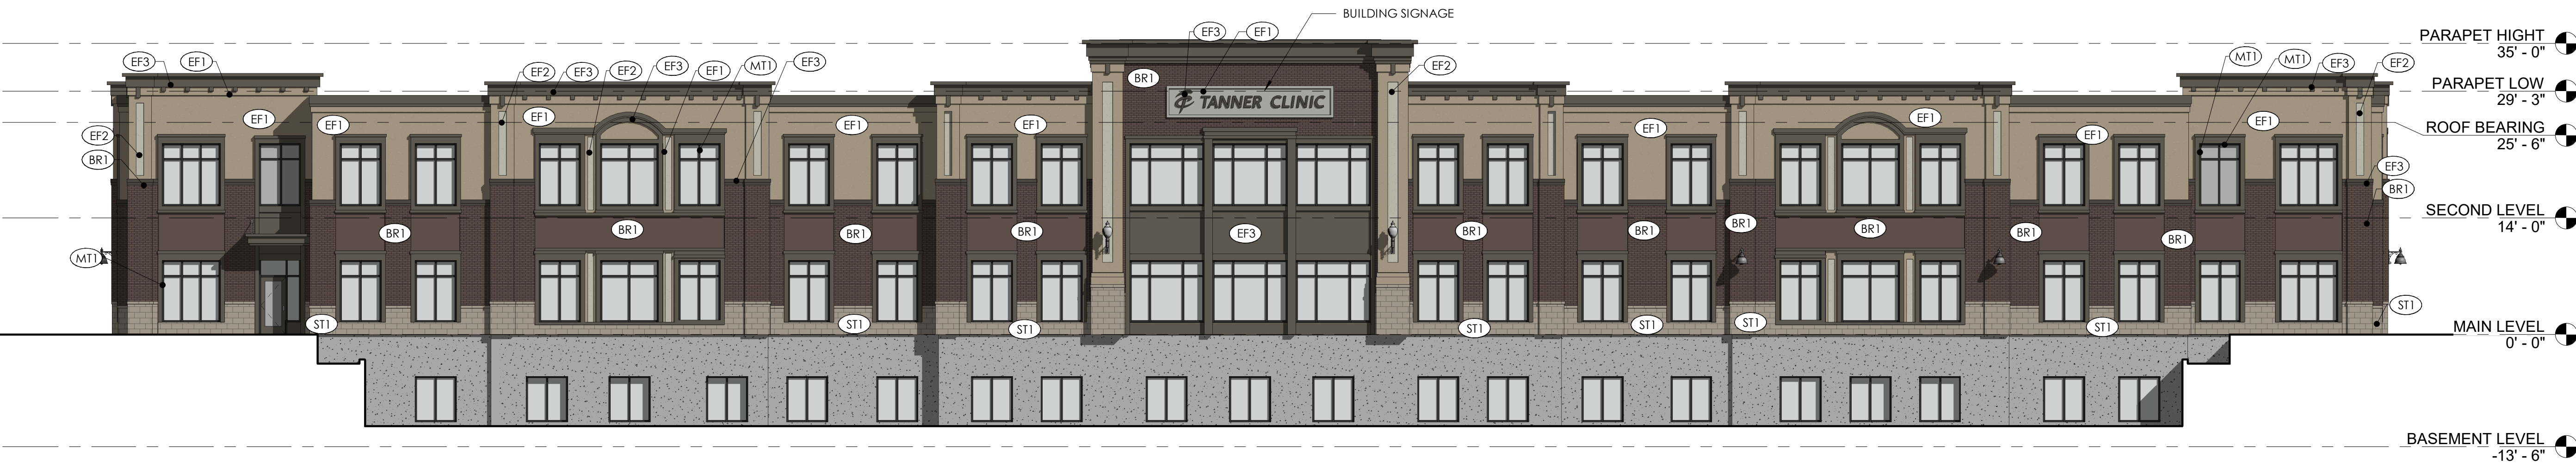 BUILDING SIGNAGE
EF3 EF1
PARAPET HIGHT
35' - 0"
EF3 EF1 EF2 EF3 EF2 EF3 EF1 MT1 EF3 BR1 EF2 MT1 MT1 EF3 EF2
PARAPET LOW
29' - 3"
TANNER CLINIC
EF1 EF1 EF1 EF1 EF1 EF1 EF1 EF1 EF1
ROOF BEARING
25' - 6"
EF2
BR1
EF3
BR1
SECOND LEVEL
14' - 0"
BR1 BR1 BR1 BR1 EF3 BR1 BR1 BR1 BR1 BR1 BR1
MT1
ST1
ST1 ST1 ST1 ST1 ST1 ST1 ST1
MAIN LEVEL
0' - 0"
BASEMENT LEVEL
-13' - 6"